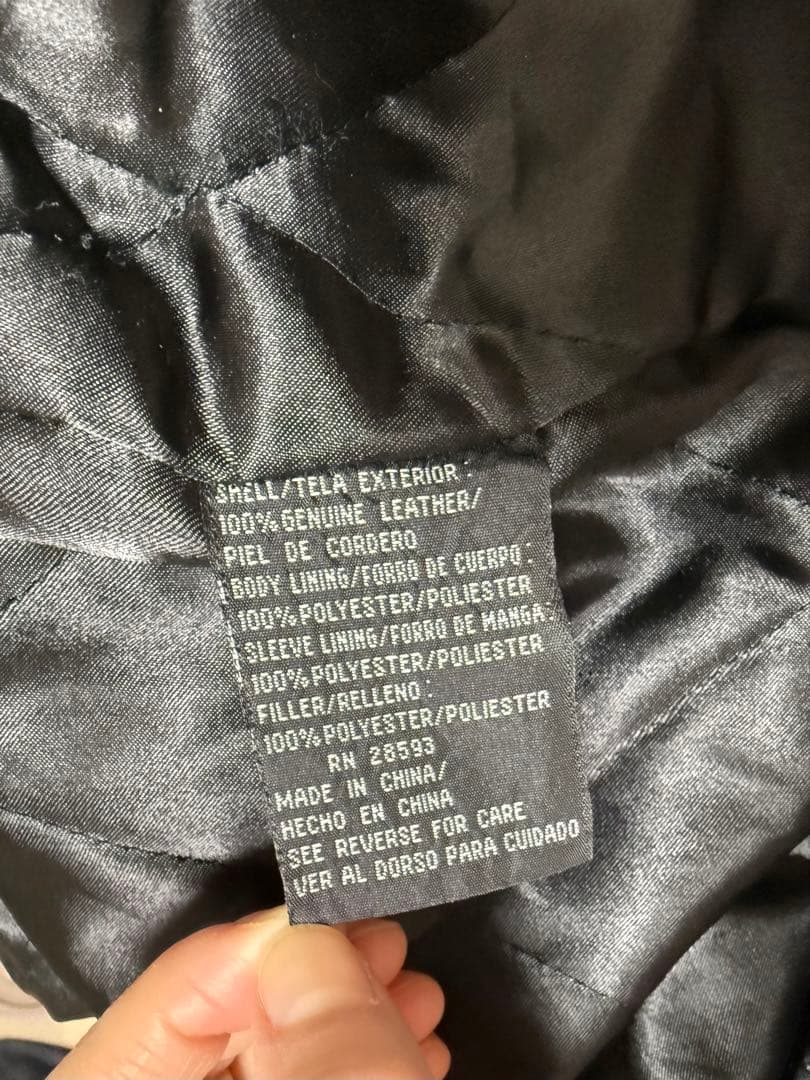 SHELL/TELA EXTERIOR:
100% GENUINE LEATHER/
PIEL DE CORDERO
BODY LINING/FORRO DE CUERPO:
100% POLYESTER/POLIESTER
SLEEVE LINING/FORRO DE MANGA:
100% POLYESTER/POLIESTER
FILLER/RELLENO:
100% POLYESTER/POLIESTER
RN 28593
MADE IN CHINA/
HECHO EN CHINA
SEE REVERSE FOR CARE
VER AL DORSO PARA CUIDADO